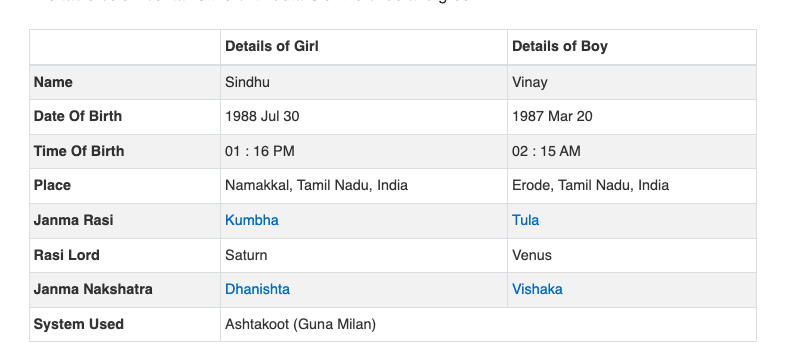 Details of Girl Details of Boy
Name Sindhu Vinay
Date Of Birth 1988 Jul 30 1987 Mar 20
Time Of Birth 01 : 16 PM 02 : 15 AM
Place Namakkal, Tamil Nadu, India Erode, Tamil Nadu, India
Janma Rasi Kumbha Tula
Rasi Lord Saturn Venus
Janma Nakshatra Dhanishta Vishaka
System Used Ashtakoot (Guna Milan)